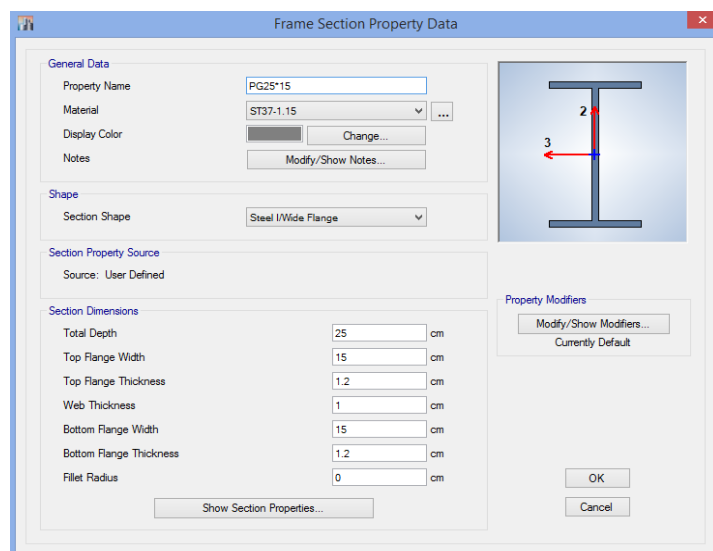 Frame Section Property Data
General Data
Property Name PG25*15
Material ST37-1.15 ...
Display Color Change...
Notes Modify/Show Notes...
Shape
Section Shape Steel I/Wide Flange
Section Property Source
Source: User Defined
Section Dimensions
Total Depth 25 cm
Top Flange Width 15 cm
Top Flange Thickness 1.2 cm
Web Thickness 1 cm
Bottom Flange Width 15 cm
Bottom Flange Thickness 1.2 cm
Fillet Radius 0 cm
Show Section Properties...
2
3
Property Modifiers
Modify/Show Modifiers...
Currently Default
OK
Cancel